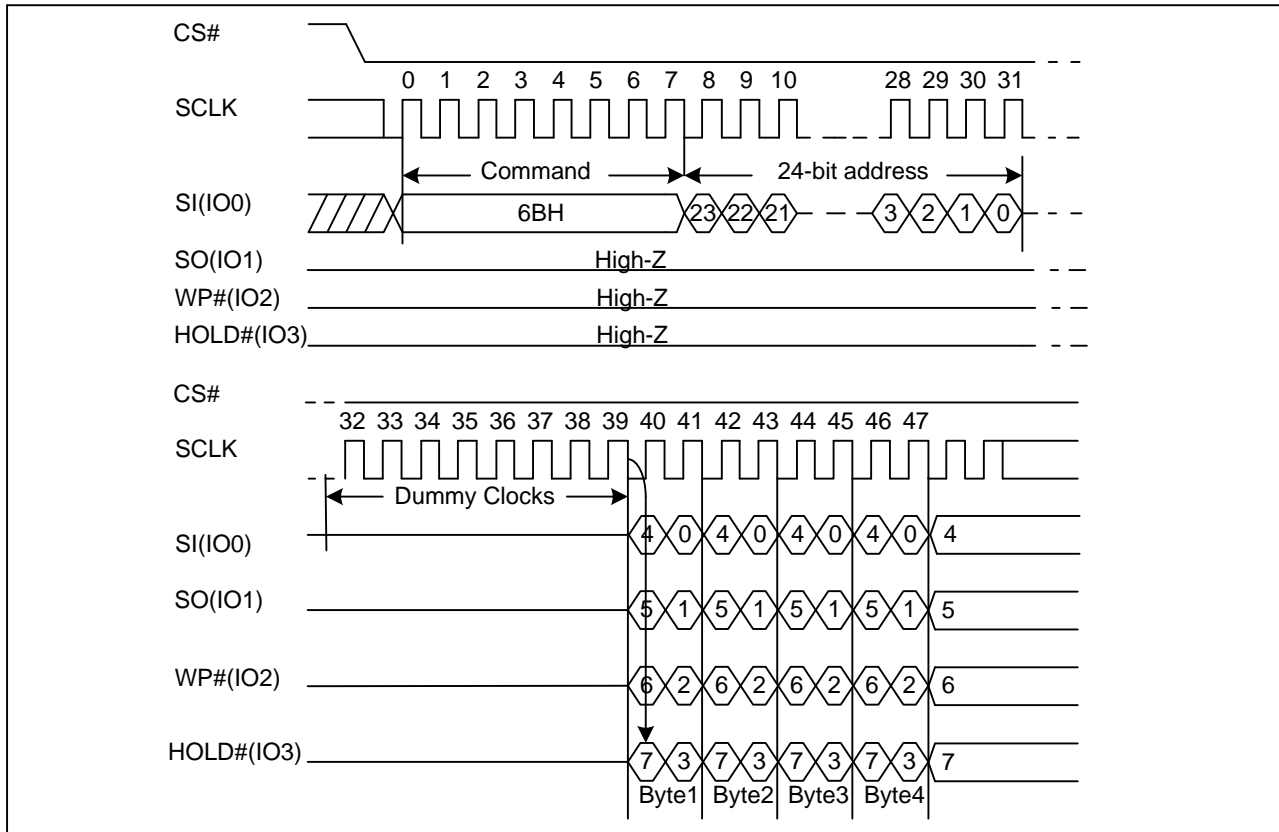 CS#
0 1 2 3 4 5 6 7 8 9 10 28 29 30 31
SCLK
Command 24-bit address
SI(IO0) 6BH 23 22 21 3 2 1 0
SO(IO1) High-Z
WP#(IO2) High-Z
HOLD#(IO3) High-Z
CS#
32 33 34 35 36 37 38 39 40 41 42 43 44 45 46 47
SCLK
Dummy Clocks
SI(IO0) 4 0 4 0 4 0 4 0 4
SO(IO1) 5 1 5 1 5 1 5 1 5
WP#(IO2) 6 2 6 2 6 2 6 2 6
HOLD#(IO3) 7 3 7 3 7 3 7 3 7
Byte1 Byte2 Byte3 Byte4